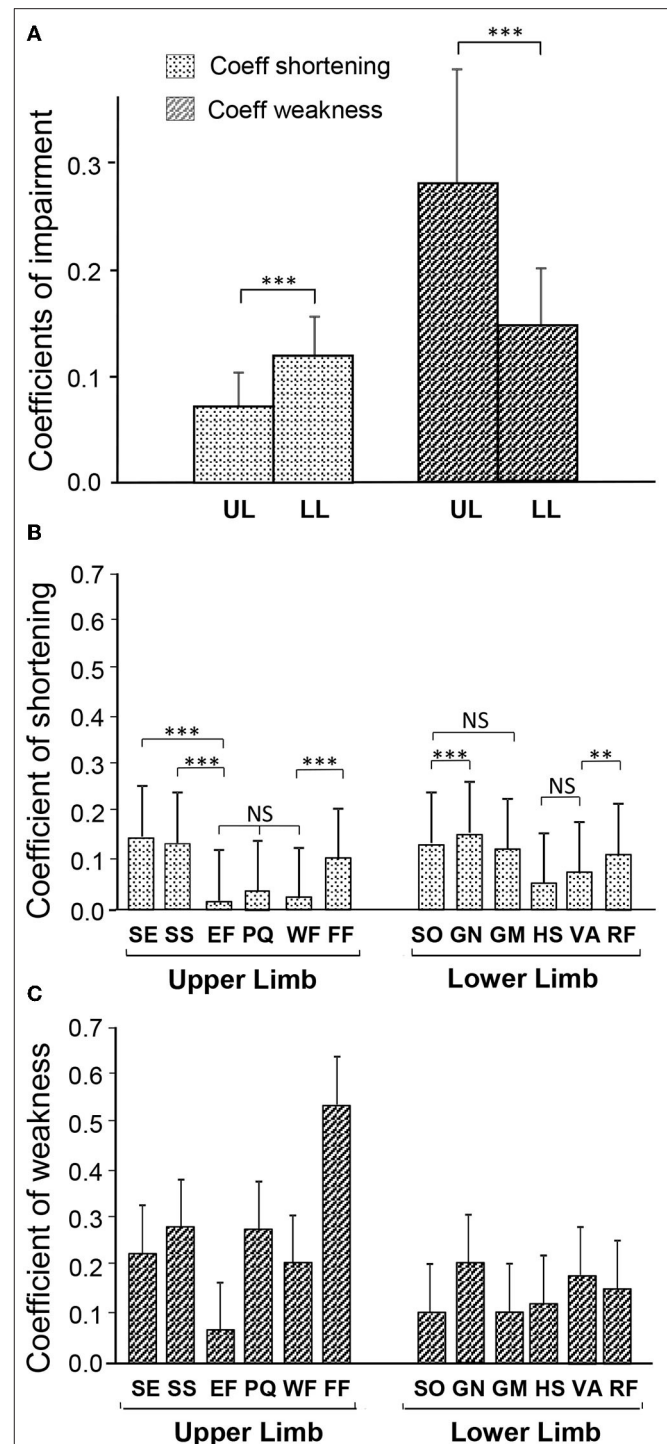 A
Coeff shortening
Coeff weakness
***
***
Coefficients of impairment
0.3
0.2
0.1
0.0
UL LL UL LL
B
Coefficient of shortening
0.7
0.6
0.5
0.4
0.3
0.2
0.1
0.0
*** NS
*** *** *** **
NS NS
SE SS EF PQ WF FF SO GN GM HS VA RF
Upper Limb Lower Limb
C
Coefficient of weakness
0.7
0.6
0.5
0.4
0.3
0.2
0.1
0.0
SE SS EF PQ WF FF SO GN GM HS VA RF
Upper Limb Lower Limb